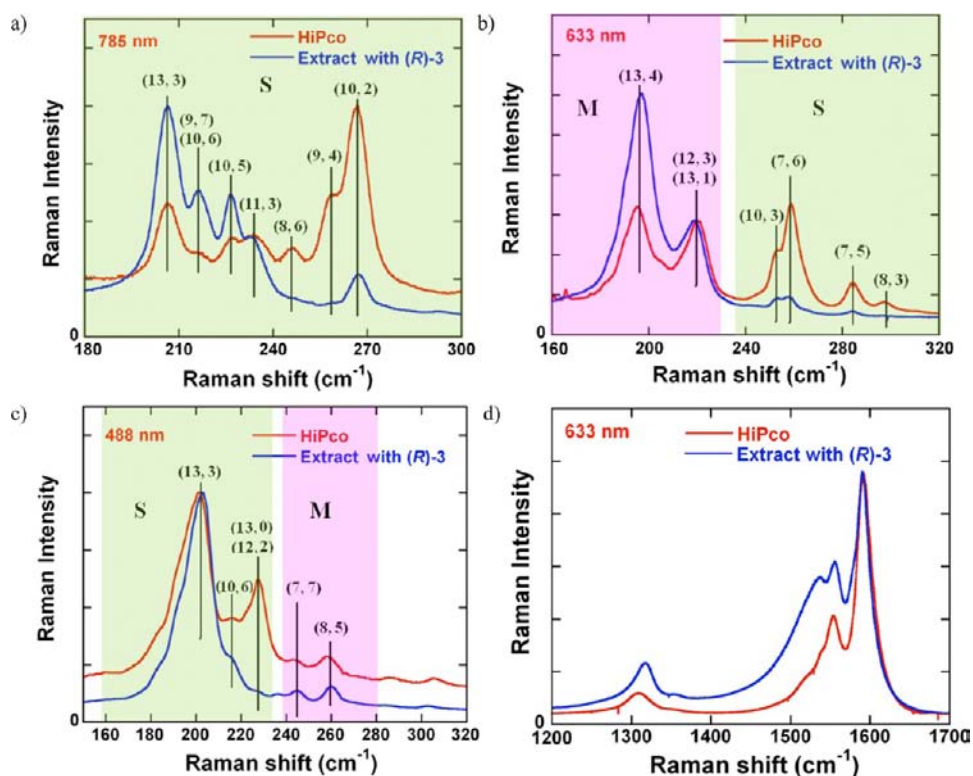 a)
785 nm
HiPco
Extract with (R)-3
S
(13, 3)
(9, 7)
(10, 6)
(10, 5)
(11, 3)
(8, 6)
(9, 4)
(10, 2)
Raman Intensity
0
180 210 240 260 300
Raman shift (cm-1)
b)
633 nm
HiPco
Extract with (R)-3
M
S
(13, 4)
(12, 3)
(13, 1)
(10, 3)
(7, 6)
(7, 5)
(8, 3)
Raman Intensity
0
160 200 240 280 320
Raman shift (cm-1)
c)
488 nm
HiPco
Extract with (R)-3
S
M
(13, 3)
(13, 0)
(12, 2)
(10, 6)
(7, 7)
(8, 5)
Raman Intensity
0
160 180 200 220 240 260 280 300 320
Raman shift (cm-1)
d)
633 nm
HiPco
Extract with (R)-3
Raman Intensity
0
1200 1300 1400 1500 1600 1700
Raman shift (cm-1)